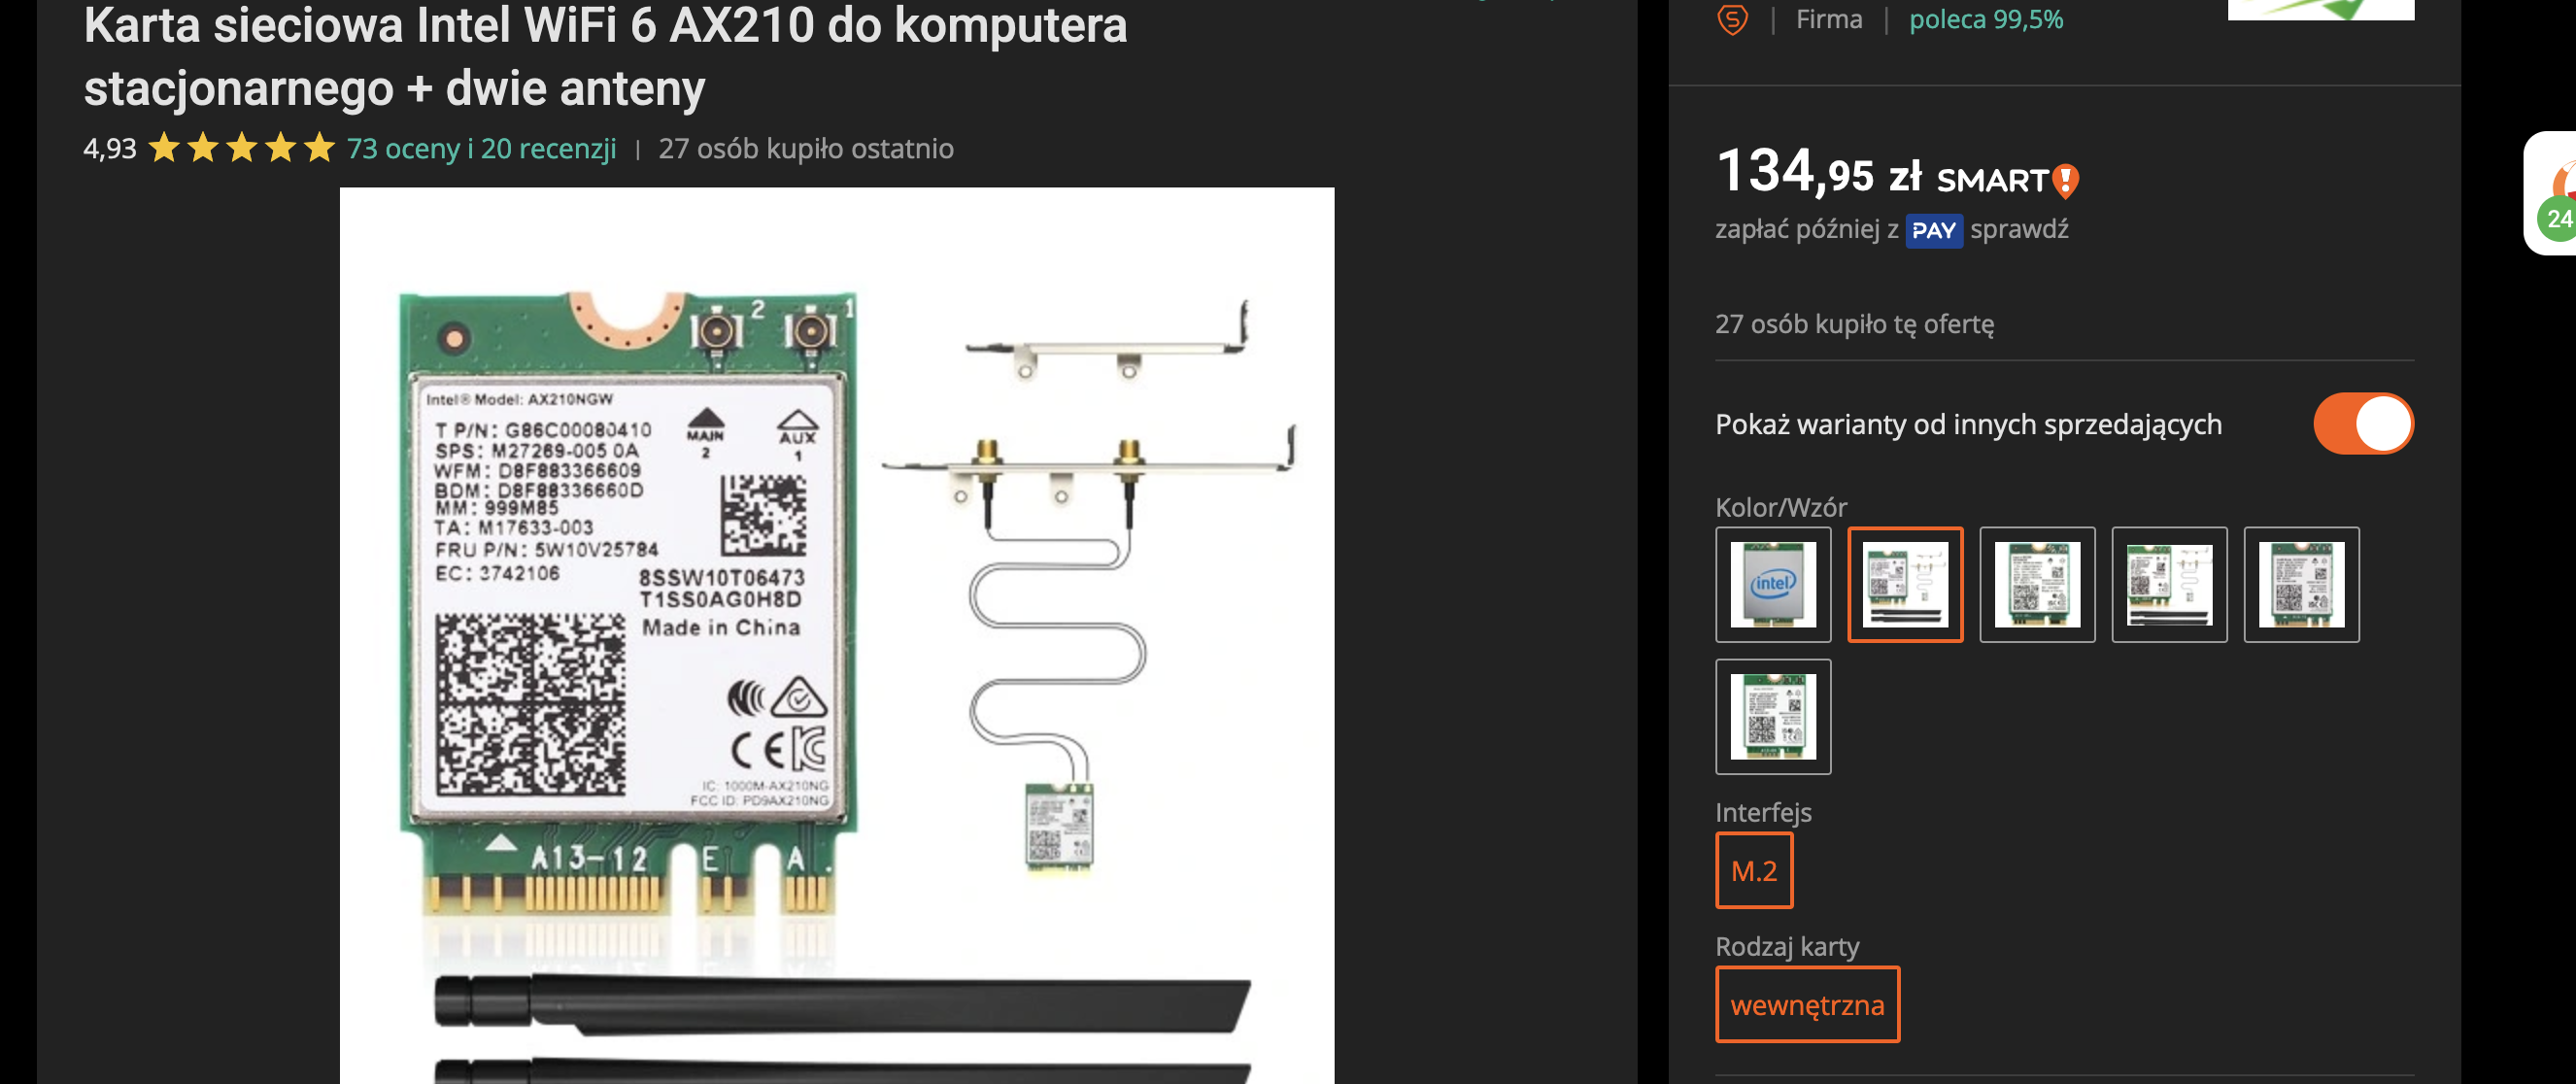 Karta sieciowa Intel WiFi 6 AX210 do komputera
stacjonarnego + dwie anteny
4,93 73 oceny i 20 recenzji | 27 osób kupiło ostatnio
2 1
Intel® Model: AX210NGW
T P/N: G86C00080410
SPS: M27269-005 0A
WFM: D8F883366609
BDM: D8F88336660D
MM: 999M85
TA: M17633-003
FRU P/N: 5W10V25784
EC: 3742106
MAIN
2
AUX
1
8SSW10T06473
T1SS0AG0H8D
Made in China
CE
IC: 1000M-AX210NG
FCC ID: PD9AX210NG
A13-12 E A
S | Firma | poleca 99,5%
134,95 zł SMART!
zapłać później z PAY sprawdź
27 osób kupiło tę ofertę
Pokaż warianty od innych sprzedających
Kolor/Wzór
intel
Interfejs
M.2
Rodzaj karty
wewnętrzna
24